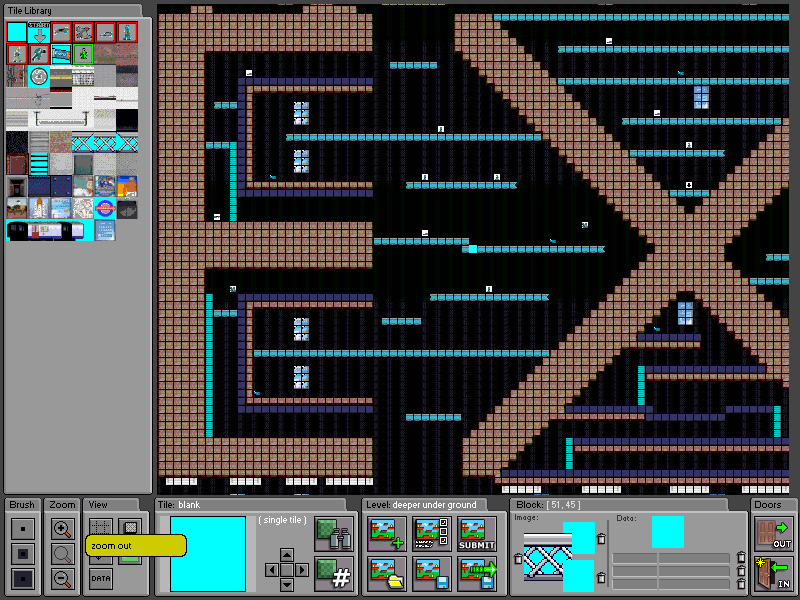 Tile Library
START
Brush
Zoom
View
Tile: blank
Level: deeper under ground
Block: [ 51, 45 ]
Doors
( single tile )
Image:
Data:
zoom out
SUBMIT
OUT
DATA
#
IN